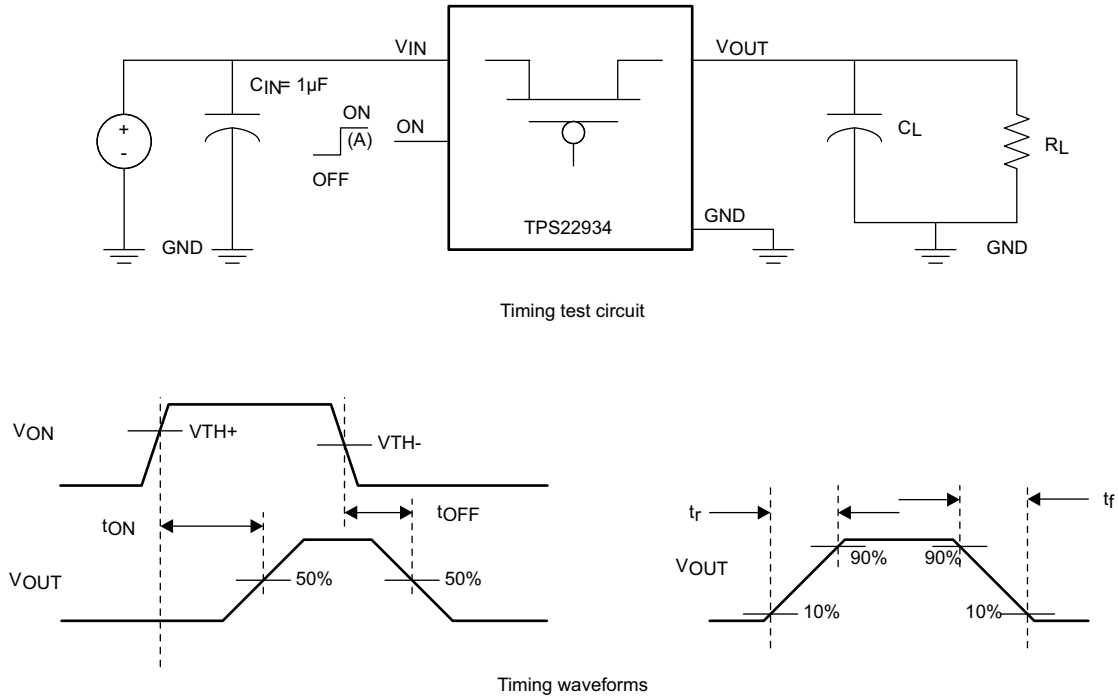 VIN
VOUT
CIN= 1µF
ON
(A)
OFF
ON
+
-
CL
RL
TPS22934
GND
GND
GND
Timing test circuit
VON
VTH+
VTH-
tON
tOFF
VOUT
50%
50%
tr
tf
VOUT
90%
90%
10%
10%
Timing waveforms